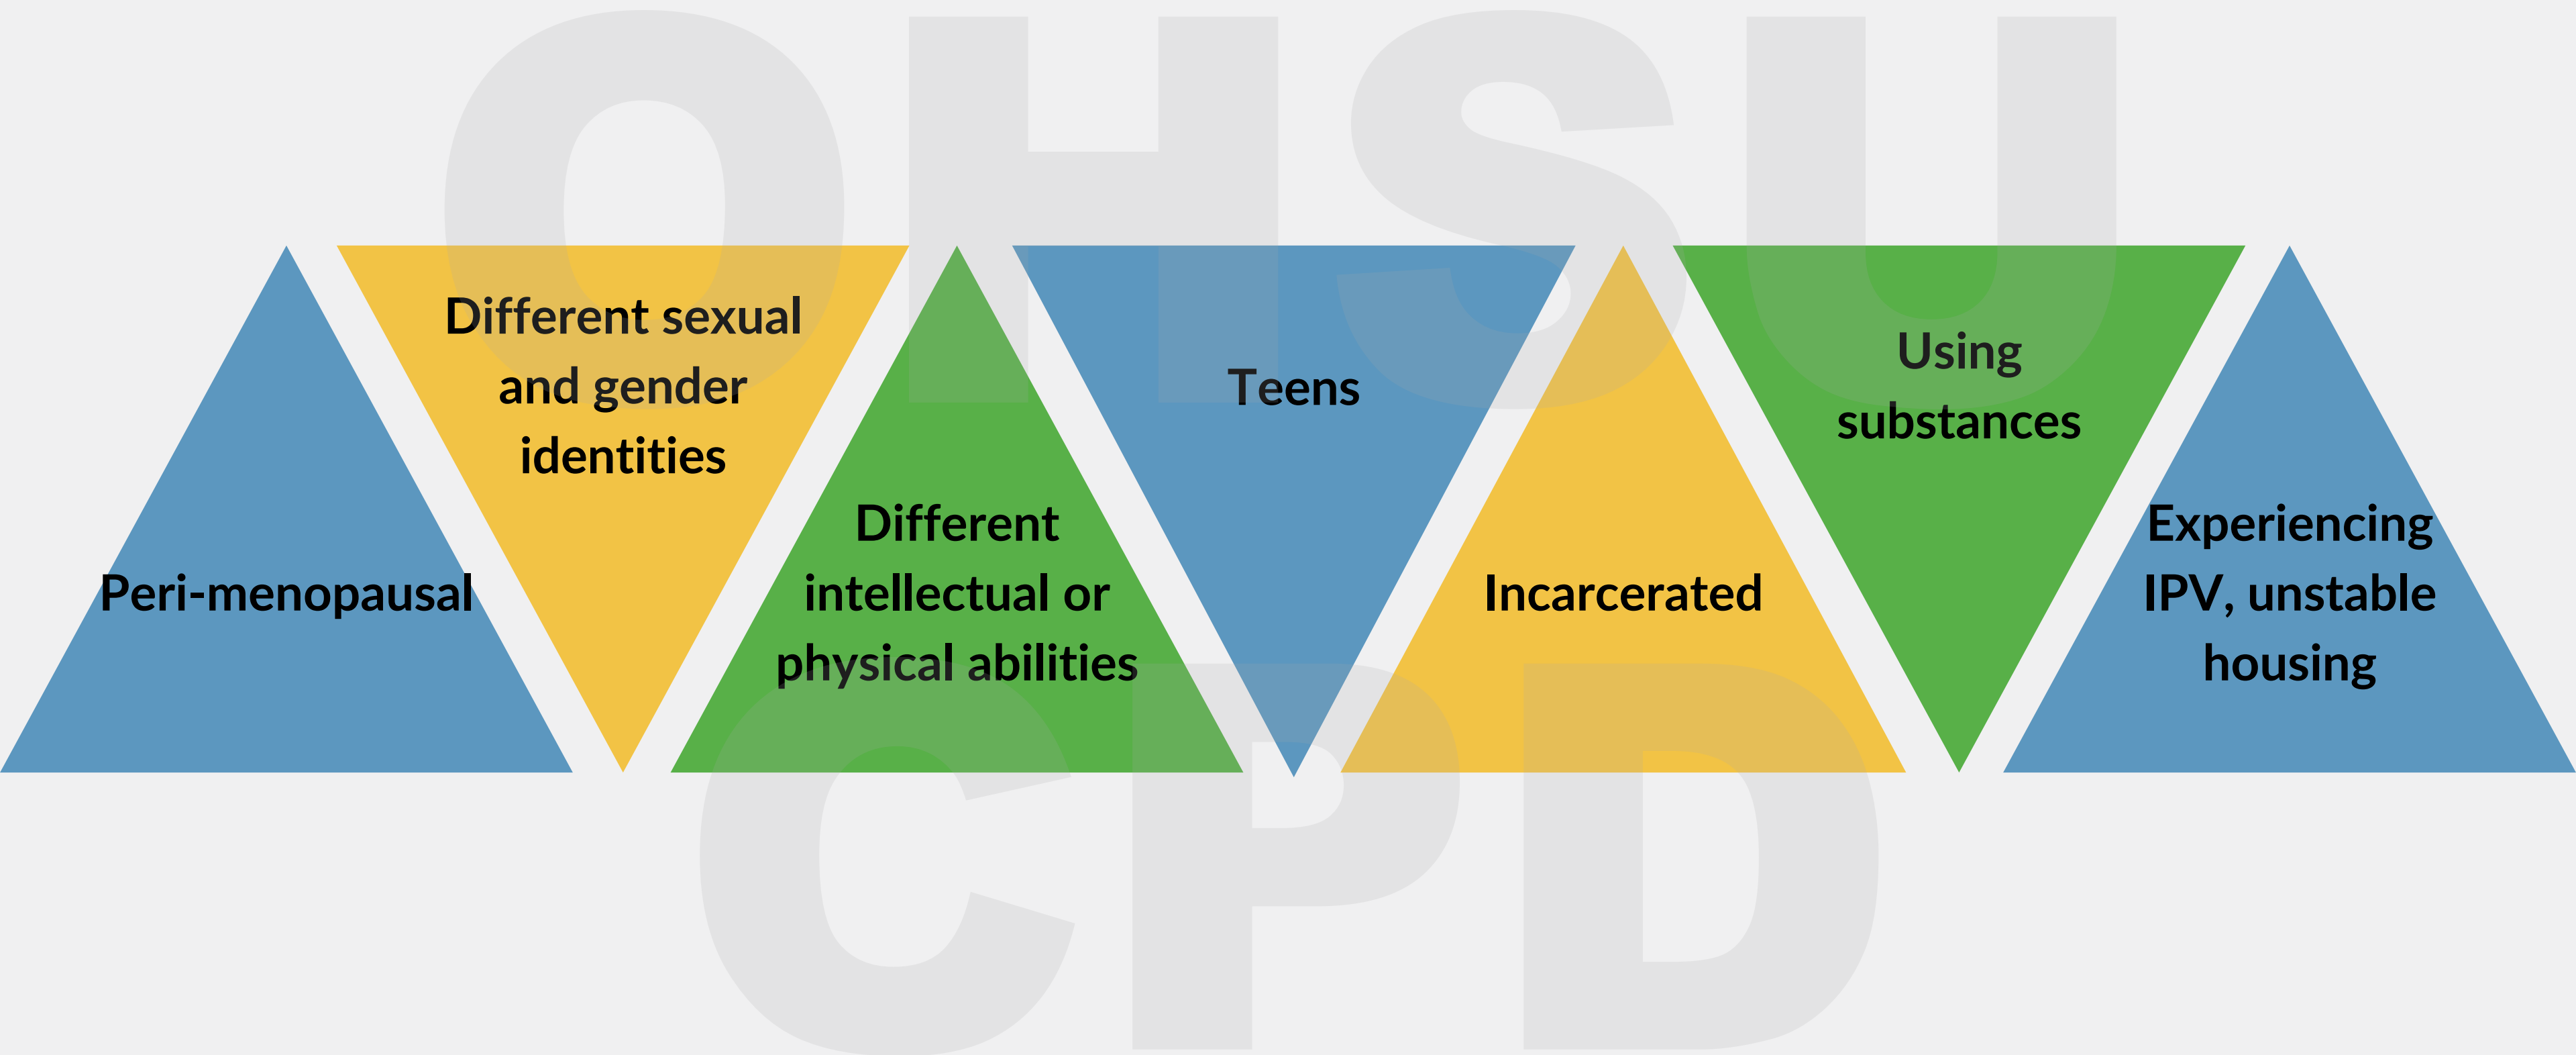 OHSU
Peri-menopausal
Different sexual
and gender
identities
Different
intellectual or
physical abilities
Teens
Incarcerated
Using
substances
Experiencing
IPV, unstable
housing
CPD